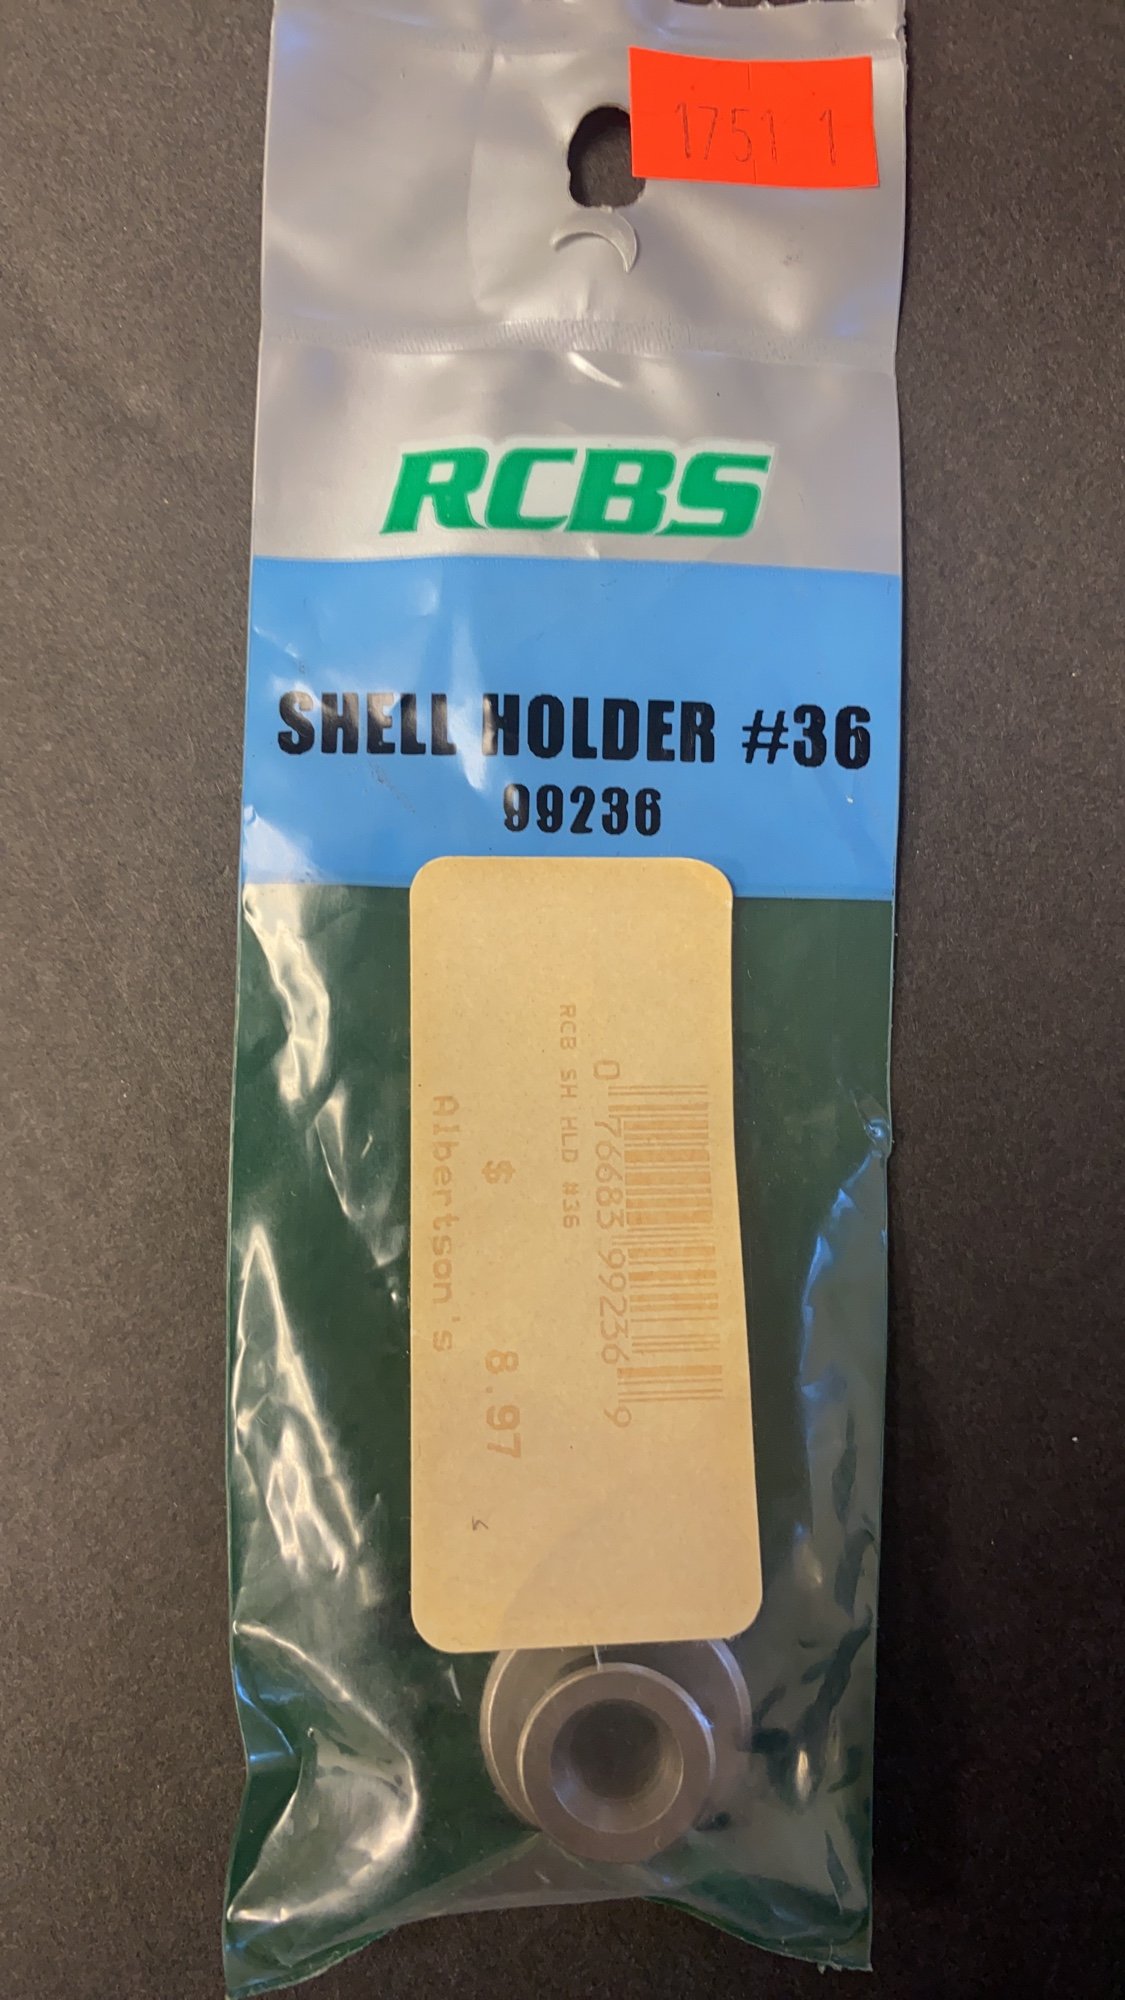 1751 1
RCBS
SHELL HOLDER #36
99236
0 76683 99236 9
RCB SH HLD #36
$ 8.97
Albertson's